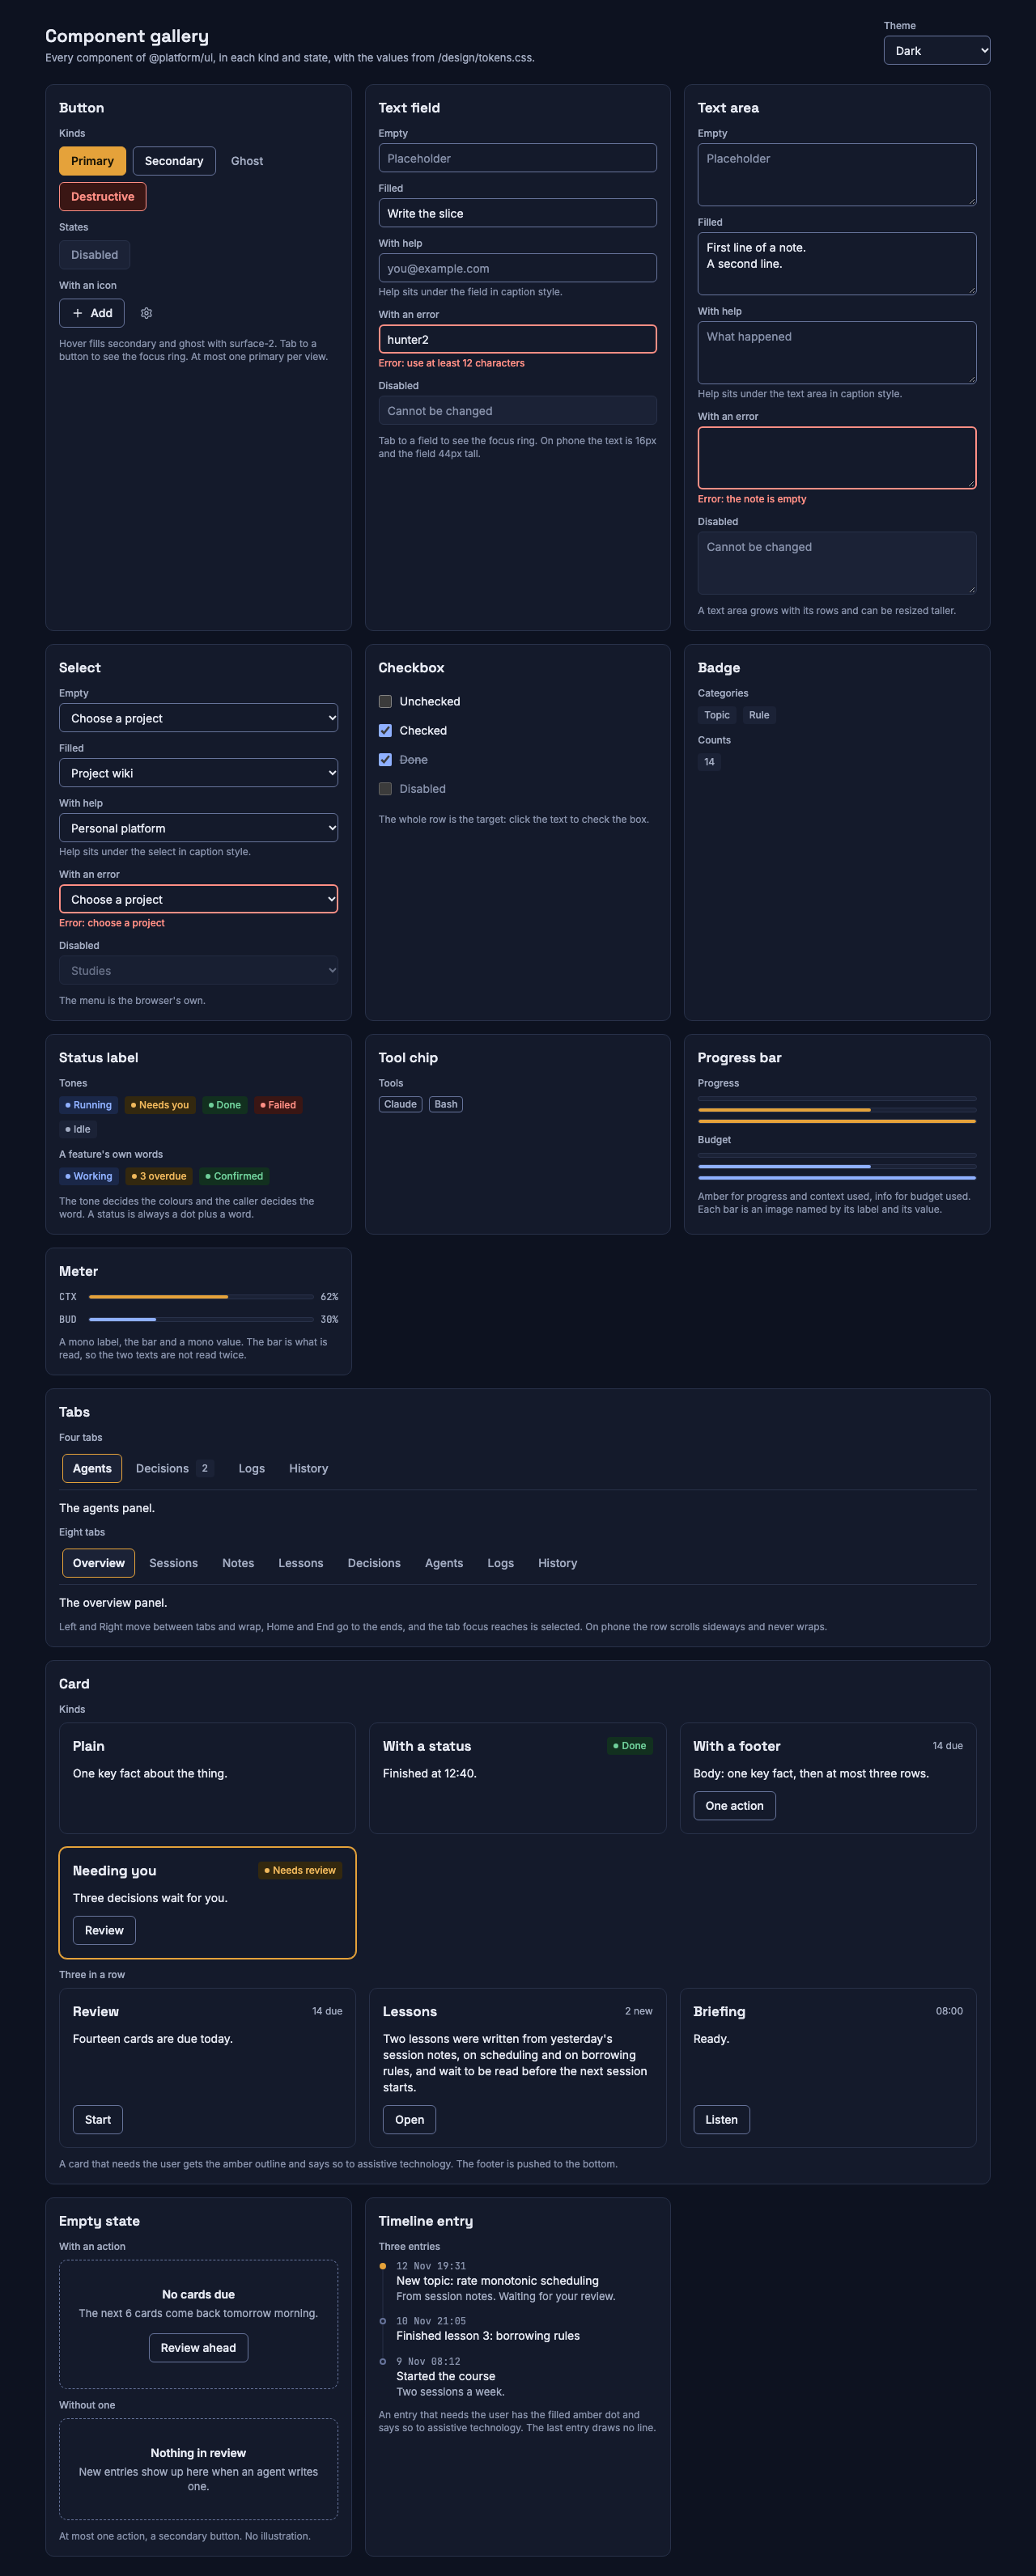 Component gallery
Every component of @platform/ui, in each kind and state, with the values from /design/tokens.css.
Theme
Dark
Button
Kinds
Primary
Secondary
Ghost
Destructive
States
Disabled
With an icon
Add
Hover fills secondary and ghost with surface-2. Tab to a
button to see the focus ring. At most one primary per view.
Text field
Empty
Placeholder
Filled
Write the slice
With help
you@example.com
Help sits under the field in caption style.
With an error
hunter2
Error: use at least 12 characters
Disabled
Cannot be changed
Tab to a field to see the focus ring. On phone the text is 16px
and the field 44px tall.
Text area
Empty
Placeholder
Filled
First line of a note.
A second line.
With help
What happened
Help sits under the text area in caption style.
With an error
Error: the note is empty
Disabled
Cannot be changed
A text area grows with its rows and can be resized taller.
Select
Empty
Choose a project
Filled
Project wiki
With help
Personal platform
Help sits under the select in caption style.
With an error
Choose a project
Error: choose a project
Disabled
Studies
The menu is the browser's own.
Checkbox
Unchecked
Checked
Done
Disabled
The whole row is the target: click the text to check the box.
Badge
Categories
Topic
Rule
Counts
14
Status label
Tones
Running
Needs you
Done
Failed
Idle
A feature's own words
Working
3 overdue
Confirmed
The tone decides the colours and the caller decides the
word. A status is always a dot plus a word.
Tool chip
Tools
Claude
Bash
Progress bar
Progress
Budget
Amber for progress and context used, info for budget used.
Each bar is an image named by its label and its value.
Meter
CTX 62%
BUD 30%
A mono label, the bar and a mono value. The bar is what is
read, so the two texts are not read twice.
Tabs
Four tabs
Agents
Decisions 2
Logs
History
The agents panel.
Eight tabs
Overview
Sessions
Notes
Lessons
Decisions
Agents
Logs
History
The overview panel.
Left and Right move between tabs and wrap, Home and End go to the ends, and the tab focus reaches is selected. On phone the row scrolls sideways and never wraps.
Card
Kinds
Plain
One key fact about the thing.
With a status
Done
Finished at 12:40.
With a footer
14 due
Body: one key fact, then at most three rows.
One action
Needing you
Needs review
Three decisions wait for you.
Review
Three in a row
Review
14 due
Fourteen cards are due today.
Start
Lessons
2 new
Two lessons were written from yesterday's
session notes, on scheduling and on borrowing
rules, and wait to be read before the next session
starts.
Open
Briefing
08:00
Ready.
Listen
A card that needs the user gets the amber outline and says so to assistive technology. The footer is pushed to the bottom.
Empty state
With an action
No cards due
The next 6 cards come back tomorrow morning.
Review ahead
Without one
Nothing in review
New entries show up here when an agent writes
one.
At most one action, a secondary button. No illustration.
Timeline entry
Three entries
12 Nov 19:31
New topic: rate monotonic scheduling
From session notes. Waiting for your review.
10 Nov 21:05
Finished lesson 3: borrowing rules
9 Nov 08:12
Started the course
Two sessions a week.
An entry that needs the user has the filled amber dot and
says so to assistive technology. The last entry draws no line.